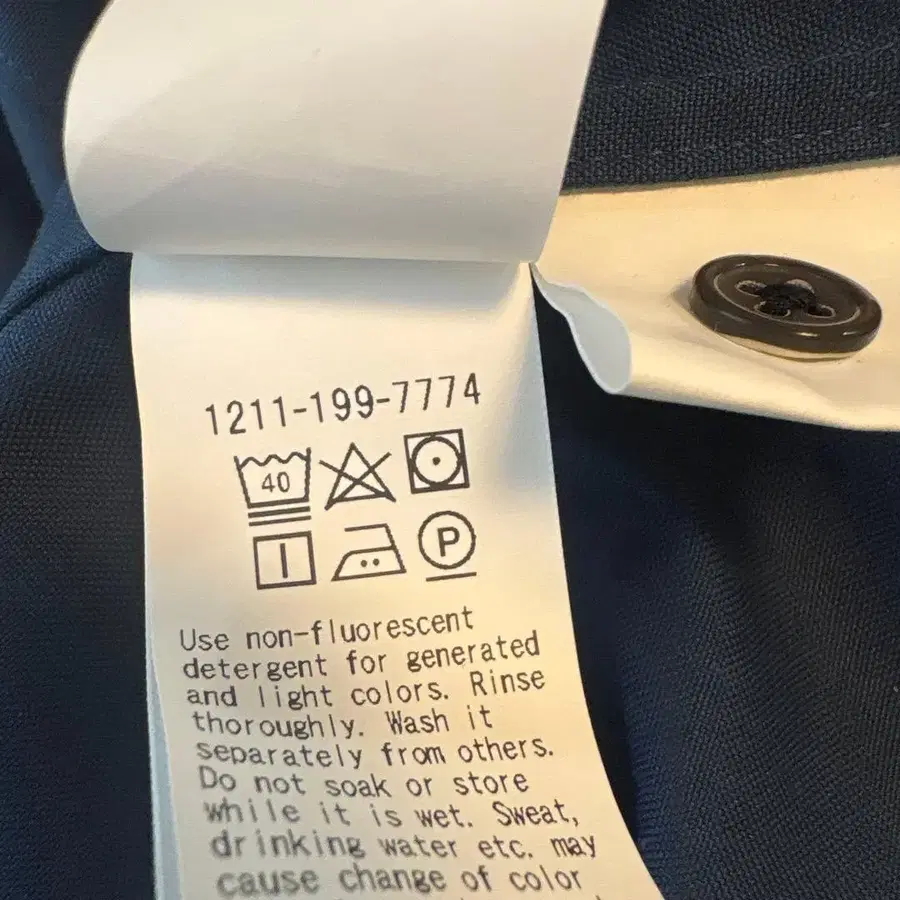 1211-199-7774
40
P
Use non-fluorescent
detergent for generated
and light colors. Rinse
thoroughly. Wash it
separately from others.
Do not soak or store
while it is wet. Sweat,
drinking water etc. may
cause change of color